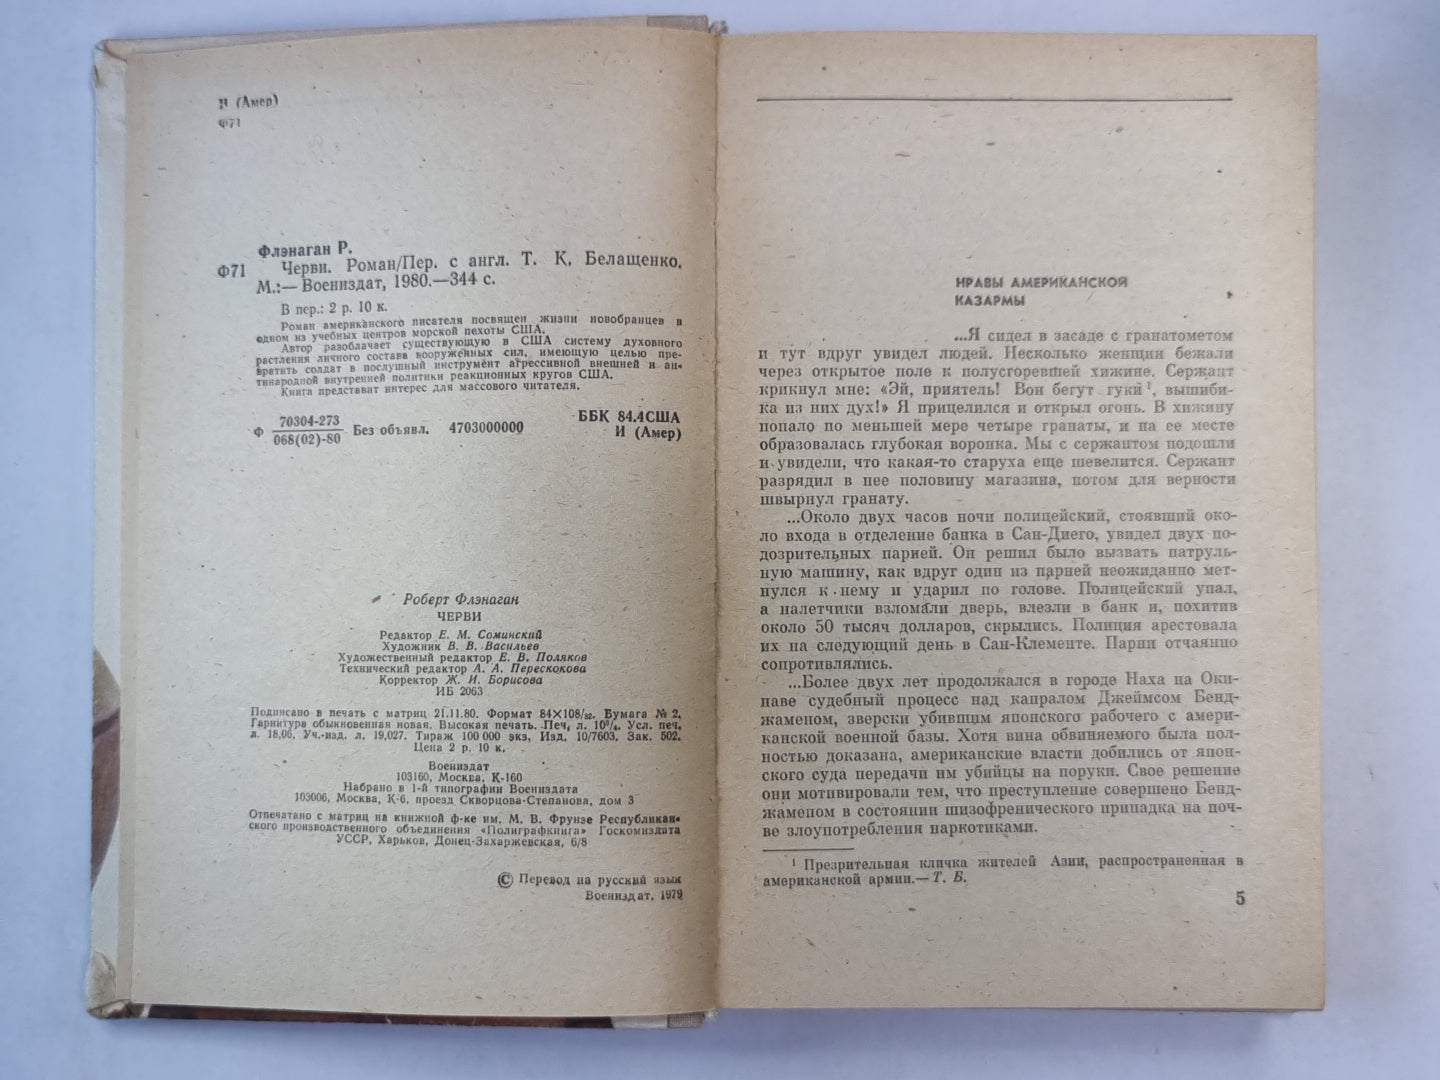 И (Амер)
Ф71
Флэнаган Р.
Ф71 Черви. Роман/Пер. с англ. Т. К. Белащенко.
М.:— Воениздат, 1980.—344 с.
В пер.: 2 р. 10 к.
Роман американского писателя посвящен жизни новобранцев в
одном из учебных центров морской пехоты США.
Автор разоблачает существующую в США систему духовного
растления личного состава вооруженных сил, имеющую целью пре-
вратить солдат в послушный инструмент агрессивной внешней и ан-
тинародной внутренней политики реакционных кругов США.
Книга представит интерес для массового читателя.
Ф 70304-273
068(02)-80 Без объявл. 4703000000
ББК 84.4США
И (Амер)
Роберт Флэнаган
ЧЕРВИ
Редактор Е. М. Соминский
Художник В. В. Васильев
Художественный редактор Е. В. Поляков
Технический редактор А. А. Перескокова
Корректор Ж. И. Борисова
ИБ 2063
Подписано в печать с матриц 21.11.80. Формат 84×108/32. Бумага № 2.
Гарнитура обыкновенная новая. Высокая печать. Печ. л. 10³/₄. Усл. печ.
л. 18,06. Уч.-изд. л. 19,027. Тираж 100 000 экз. Изд. 10/7603. Зак. 502.
Цена 2 р. 10 к.
Воениздат
103160, Москва, К-160
Набрано в 1-й типографии Воениздата
103006, Москва, К-6, проезд Скворцова-Степанова, дом 3
Отпечатано с матриц на книжной ф-ке им. М. В. Фрунзе Республикан-
ского производственного объединения «Полиграфкнига» Госкомиздата
УССР, Харьков, Донец-Захаржевская, 6/8
© Перевод на русский язык
Воениздат, 1979
НРАВЫ АМЕРИКАНСКОЙ
КАЗАРМЫ
...Я сидел в засаде с гранатометом
и тут вдруг увидел людей. Несколько женщин бежали
через открытое поле к полусгоревшей хижине. Сержант
крикнул мне: «Эй, приятель! Вон бегут гуки¹, вышиби-
ка из них дух!» Я прицелился и открыл огонь. В хижину
попало по меньшей мере четыре гранаты, и на ее месте
образовалась глубокая воронка. Мы с сержантом подошли
и увидели, что какая-то старуха еще шевелится. Сержант
разрядил в нее половину магазина, потом для верности
швырнул гранату.
...Около двух часов ночи полицейский, стоявший око-
ло входа в отделение банка в Сан-Диего, увидел двух по-
дозрительных парней. Он решил было вызвать патруль-
ную машину, как вдруг один из парней неожиданно мет-
нулся к нему и ударил по голове. Полицейский упал,
а налетчики взломали дверь, влезли в банк и, похитив
около 50 тысяч долларов, скрылись. Полиция арестовала
их на следующий день в Сан-Клементе. Парни отчаянно
сопротивлялись.
...Более двух лет продолжался в городе Наха на Оки-
наве судебный процесс над капралом Джеймсом Бенд-
жаменом, зверски убившим японского рабочего с амери-
канской военной базы. Хотя вина обвиняемого была пол-
ностью доказана, американские власти добились от япон-
ского суда передачи им убийцы на поруки. Свое решение
они мотивировали тем, что преступление совершено Бенд-
жаменом в состоянии шизофренического припадка на поч-
ве злоупотребления наркотиками.
¹ Презрительная кличка жителей Азии, распространенная в
американской армии.— Т. Б.
5